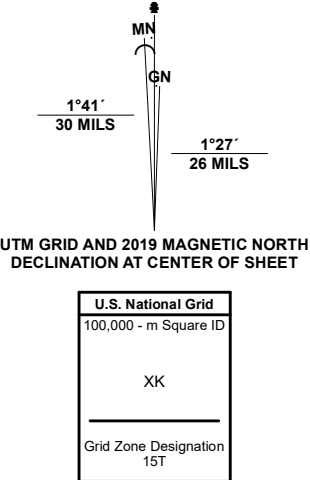 MN
GN
1°41´
30 MILS
1°27´
26 MILS
UTM GRID AND 2019 MAGNETIC NORTH
DECLINATION AT CENTER OF SHEET
U.S. National Grid
100,000 - m Square ID
XK
Grid Zone Designation
15T